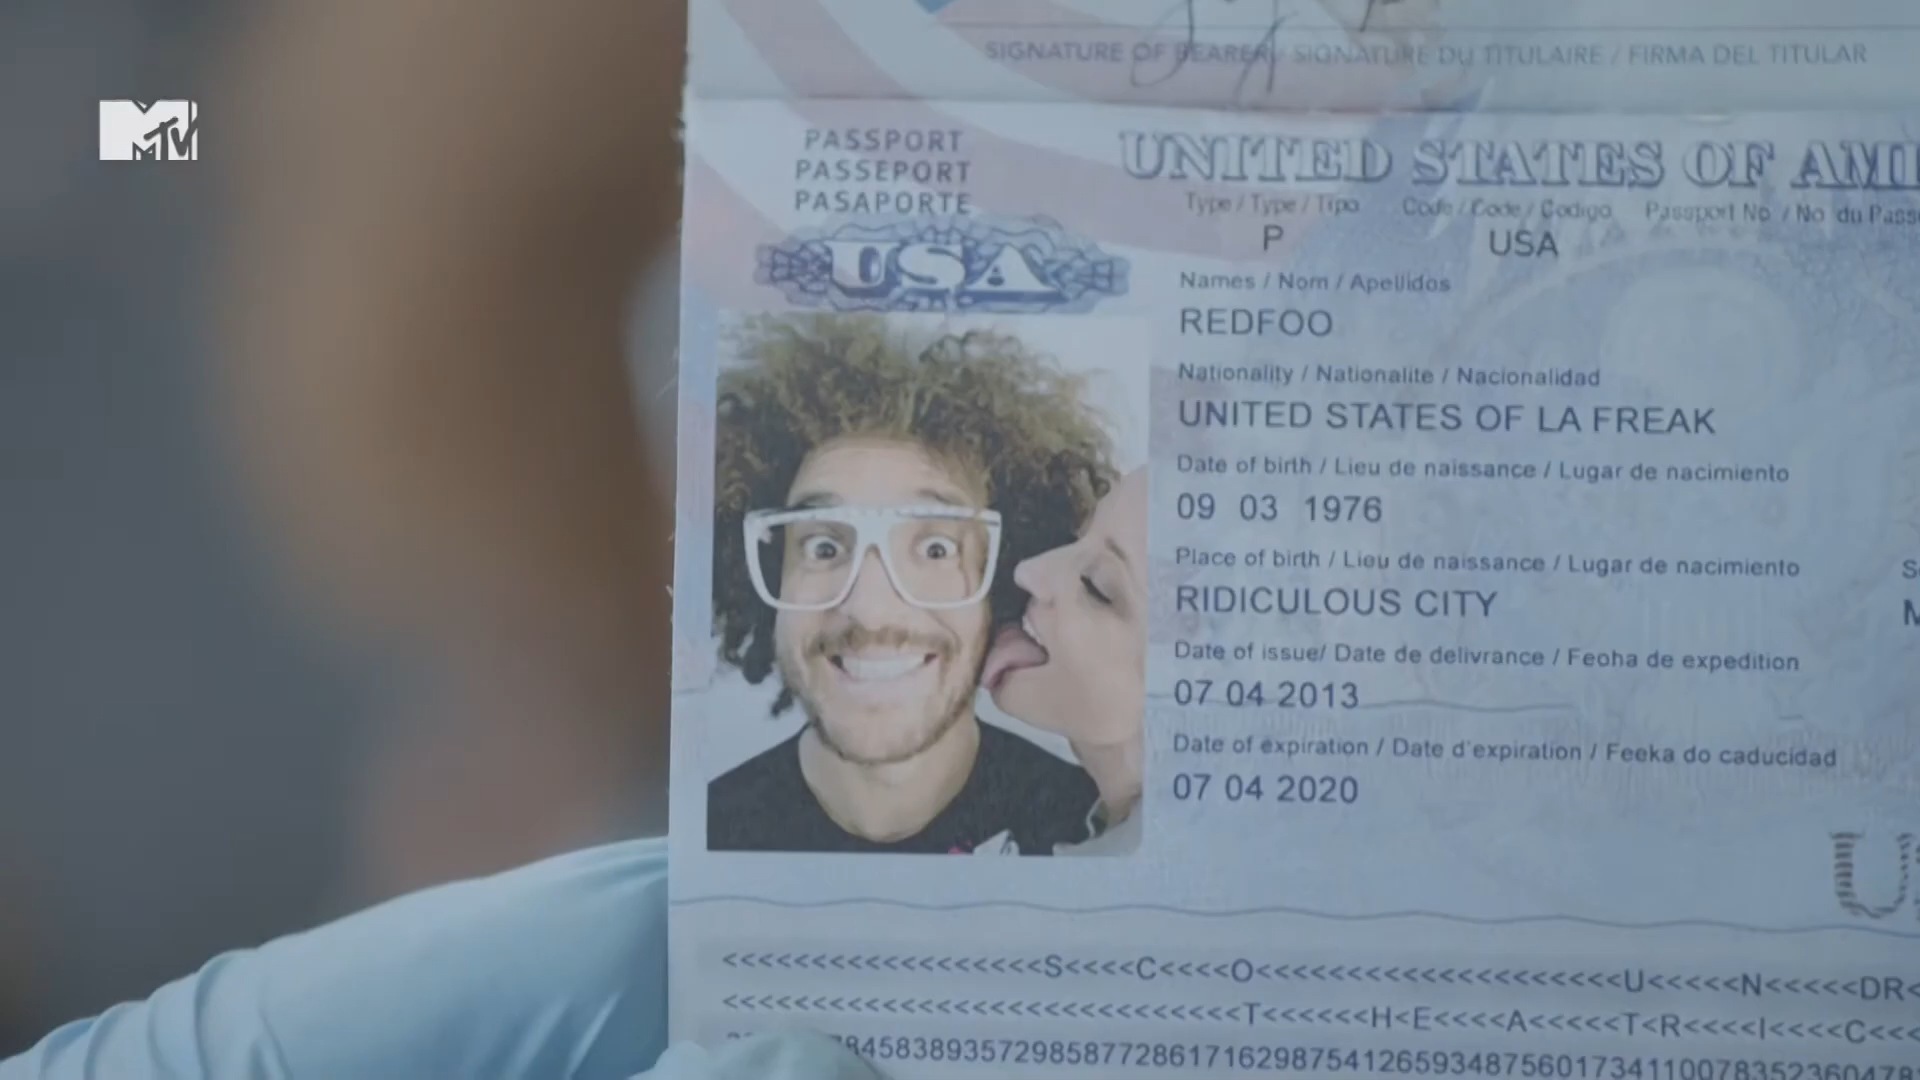 SIGNATURE OF BEARER / SIGNATURE DU TITULAIRE / FIRMA DEL TITULAR
MTV
PASSPORT
PASSEPORT
PASAPORTE
USA
UNITED STATES OF AM
Type / Type / Tipo Code / Code / Codigo Passport No / No du Pass
P USA
Names / Nom / Apellidos
REDFOO
Nationality / Nationalite / Nacionalidad
UNITED STATES OF LA FREAK
Date of birth / Lieu de naissance / Lugar de nacimiento
09 03 1976
Place of birth / Lieu de naissance / Lugar de nacimiento
RIDICULOUS CITY
Date of issue/ Date de delivrance / Feoha de expedition
07 04 2013
Date of expiration / Date d'expiration / Feeka do caducidad
07 04 2020
<<<<<<<<<<<<<<<<<<S<<<<C<<<<O<<<<<<<<<<<<<<<<<<<<U<<<<<N<<<<<DR<
<<<<<<<<<<<<<<<<<<<<<<<<<<<<<T<<<<<<H<E<<<<A<<<<<T<R<<<<I<<<<C<<<
8458389357298587728617162987541265934875601734110078352360478